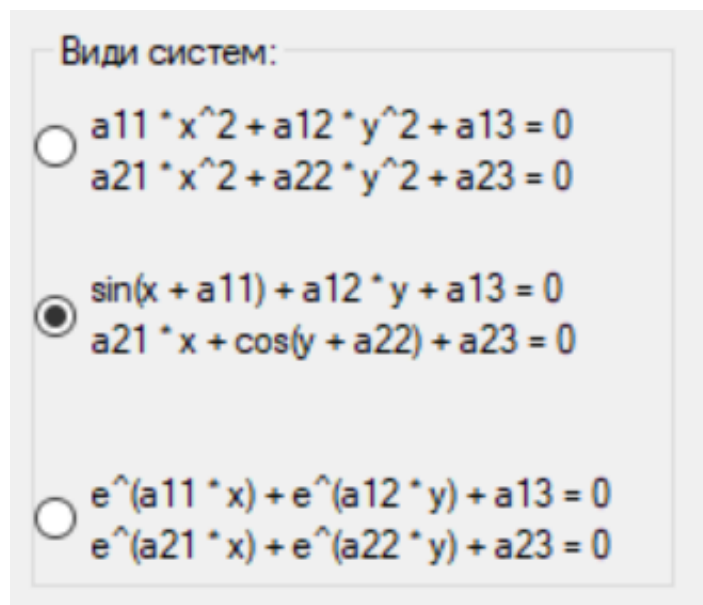 Види систем:
a11 * x^2 + a12 * y^2 + a13 = 0
a21 * x^2 + a22 * y^2 + a23 = 0
sin(x + a11) + a12 * y + a13 = 0
a21 * x + cos(y + a22) + a23 = 0
e^(a11 * x) + e^(a12 * y) + a13 = 0
e^(a21 * x) + e^(a22 * y) + a23 = 0